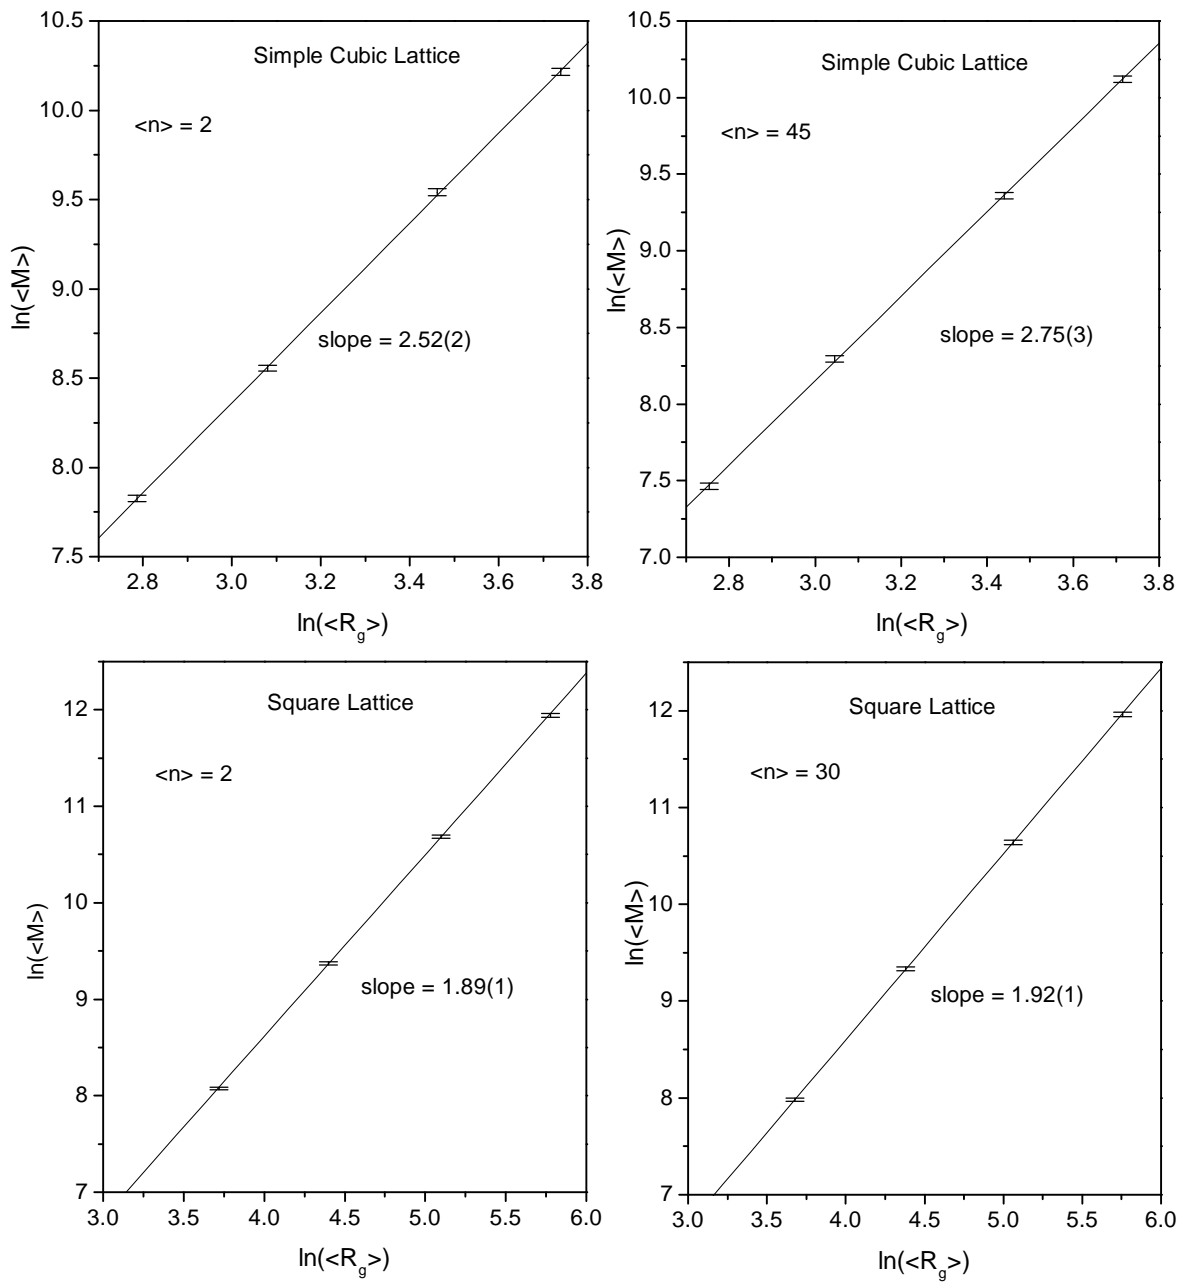 Simple Cubic Lattice
<n> = 2
slope = 2.52(2)
ln(<M>)
10.5
10.0
9.5
9.0
8.5
8.0
7.5
2.8
3.0
3.2
3.4
3.6
3.8
ln(<Rg>)
Simple Cubic Lattice
<n> = 45
slope = 2.75(3)
ln(<M>)
10.5
10.0
9.5
9.0
8.5
8.0
7.5
7.0
2.8
3.0
3.2
3.4
3.6
3.8
ln(<Rg>)
Square Lattice
<n> = 2
slope = 1.89(1)
ln(<M>)
12
11
10
9
8
7
3.0
3.5
4.0
4.5
5.0
5.5
6.0
ln(<Rg>)
Square Lattice
<n> = 30
slope = 1.92(1)
ln(<M>)
12
11
10
9
8
7
3.0
3.5
4.0
4.5
5.0
5.5
6.0
ln(<Rg>)